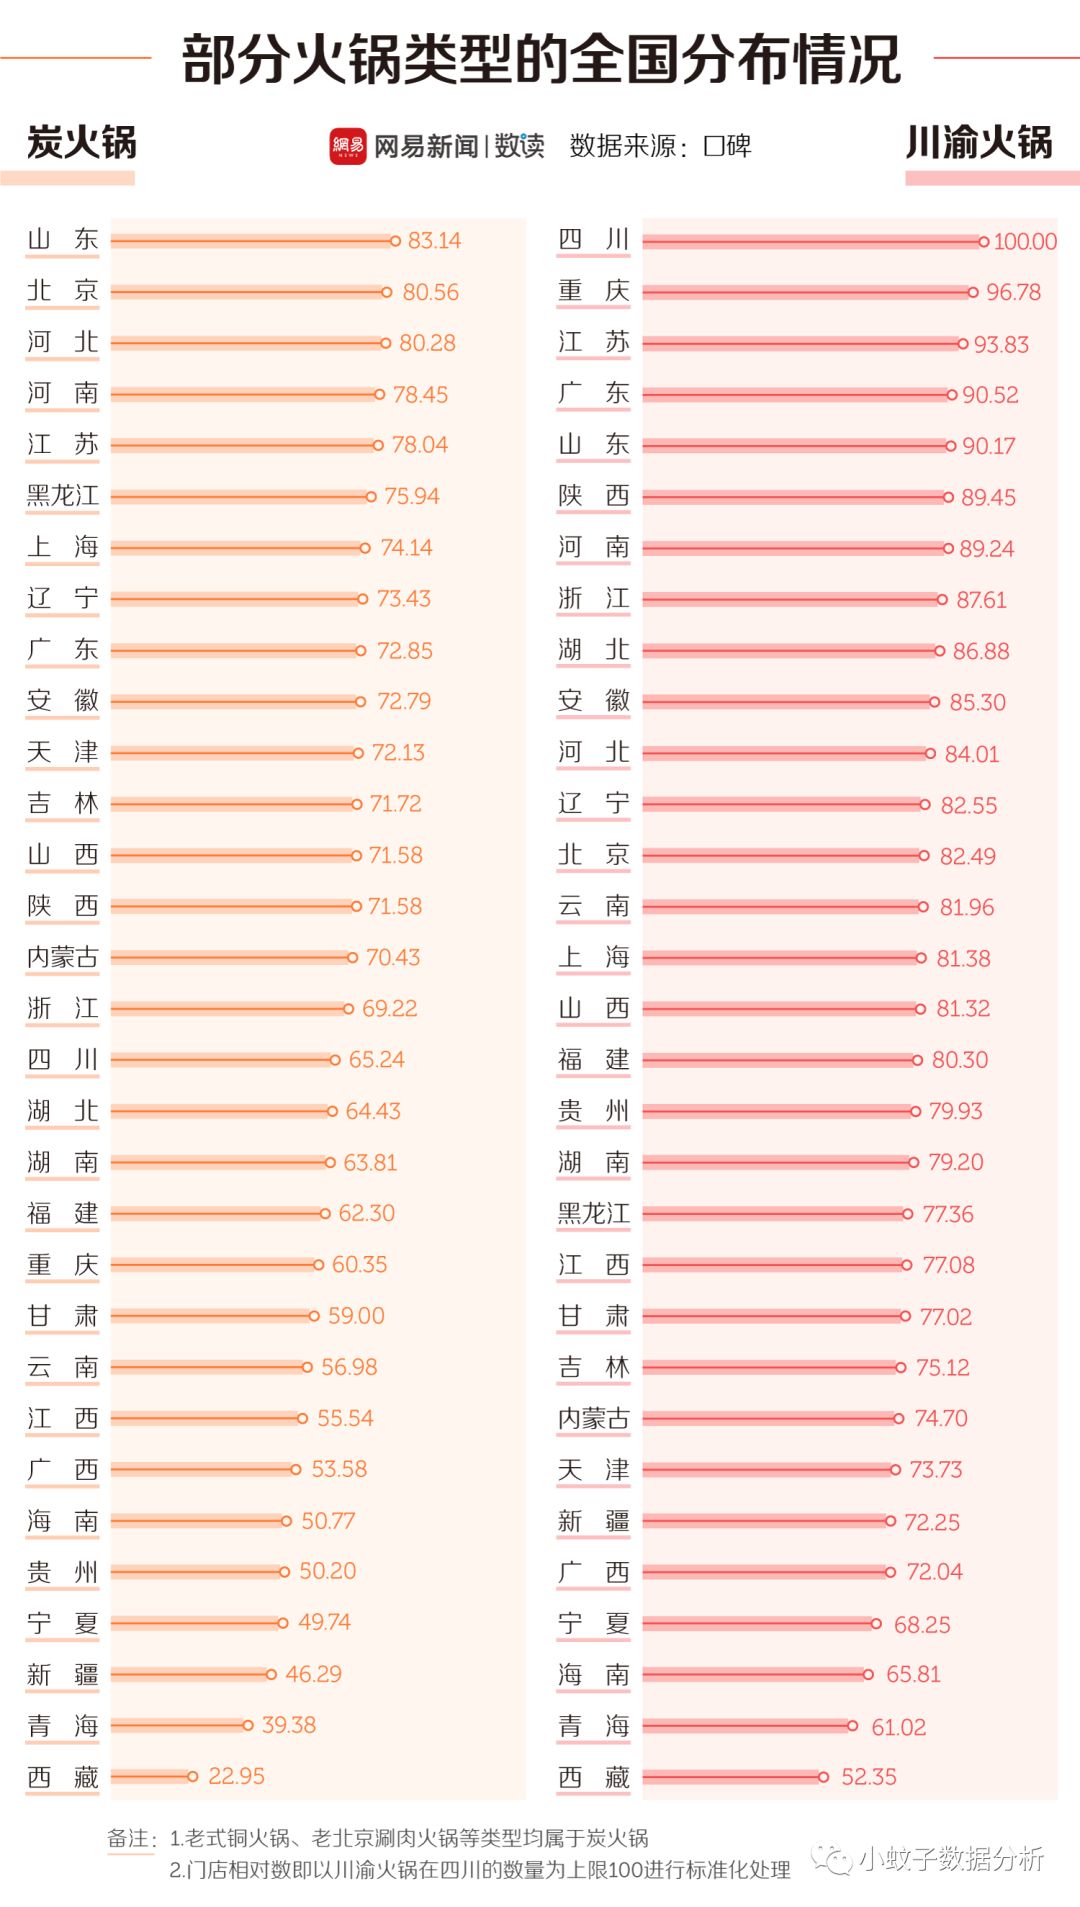 部分火锅类型的全国分布情况
炭火锅
網易 NEWS 网易新闻|数读 数据来源：口碑
川渝火锅
山东 83.14
北京 80.56
河北 80.28
河南 78.45
江苏 78.04
黑龙江 75.94
上海 74.14
辽宁 73.43
广东 72.85
安徽 72.79
天津 72.13
吉林 71.72
山西 71.58
陕西 71.58
内蒙古 70.43
浙江 69.22
四川 65.24
湖北 64.43
湖南 63.81
福建 62.30
重庆 60.35
甘肃 59.00
云南 56.98
江西 55.54
广西 53.58
海南 50.77
贵州 50.20
宁夏 49.74
新疆 46.29
青海 39.38
西藏 22.95
四川 100.00
重庆 96.78
江苏 93.83
广东 90.52
山东 90.17
陕西 89.45
河南 89.24
浙江 87.61
湖北 86.88
安徽 85.30
河北 84.01
辽宁 82.55
北京 82.49
云南 81.96
上海 81.38
山西 81.32
福建 80.30
贵州 79.93
湖南 79.20
黑龙江 77.36
江西 77.08
甘肃 77.02
吉林 75.12
内蒙古 74.70
天津 73.73
新疆 72.25
广西 72.04
宁夏 68.25
海南 65.81
青海 61.02
西藏 52.35
备注：1.老式铜火锅、老北京涮肉火锅等类型均属于炭火锅
2.门店相对数即以川渝火锅在四川的数量为上限100进行标准化处理
小蚊子数据分析